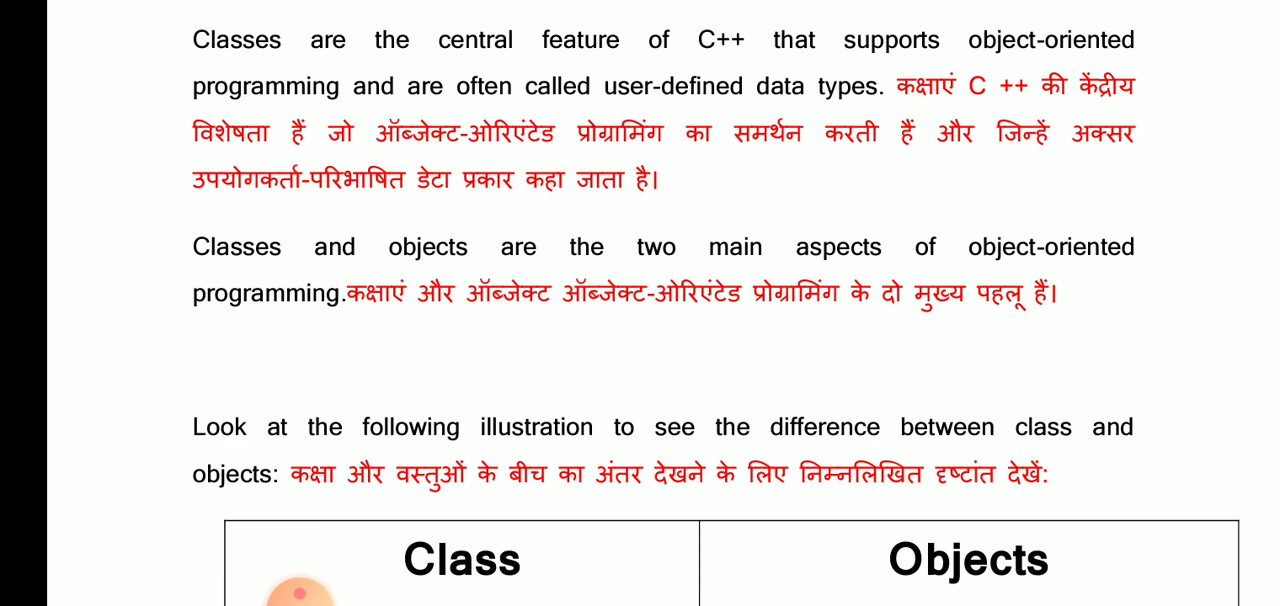 Classes are the central feature of C++ that supports object-oriented
programming and are often called user-defined data types. कक्षाएं C ++ की केंद्रीय
विशेषता हैं जो ऑब्जेक्ट-ओरिएंटेड प्रोग्रामिंग का समर्थन करती हैं और जिन्हें अक्सर
उपयोगकर्ता-परिभाषित डेटा प्रकार कहा जाता है।
Classes and objects are the two main aspects of object-oriented
programming.कक्षाएं और ऑब्जेक्ट ऑब्जेक्ट-ओरिएंटेड प्रोग्रामिंग के दो मुख्य पहलू हैं।
Look at the following illustration to see the difference between class and
objects: कक्षा और वस्तुओं के बीच का अंतर देखने के लिए निम्नलिखित दृष्टांत देखें:
Class Objects